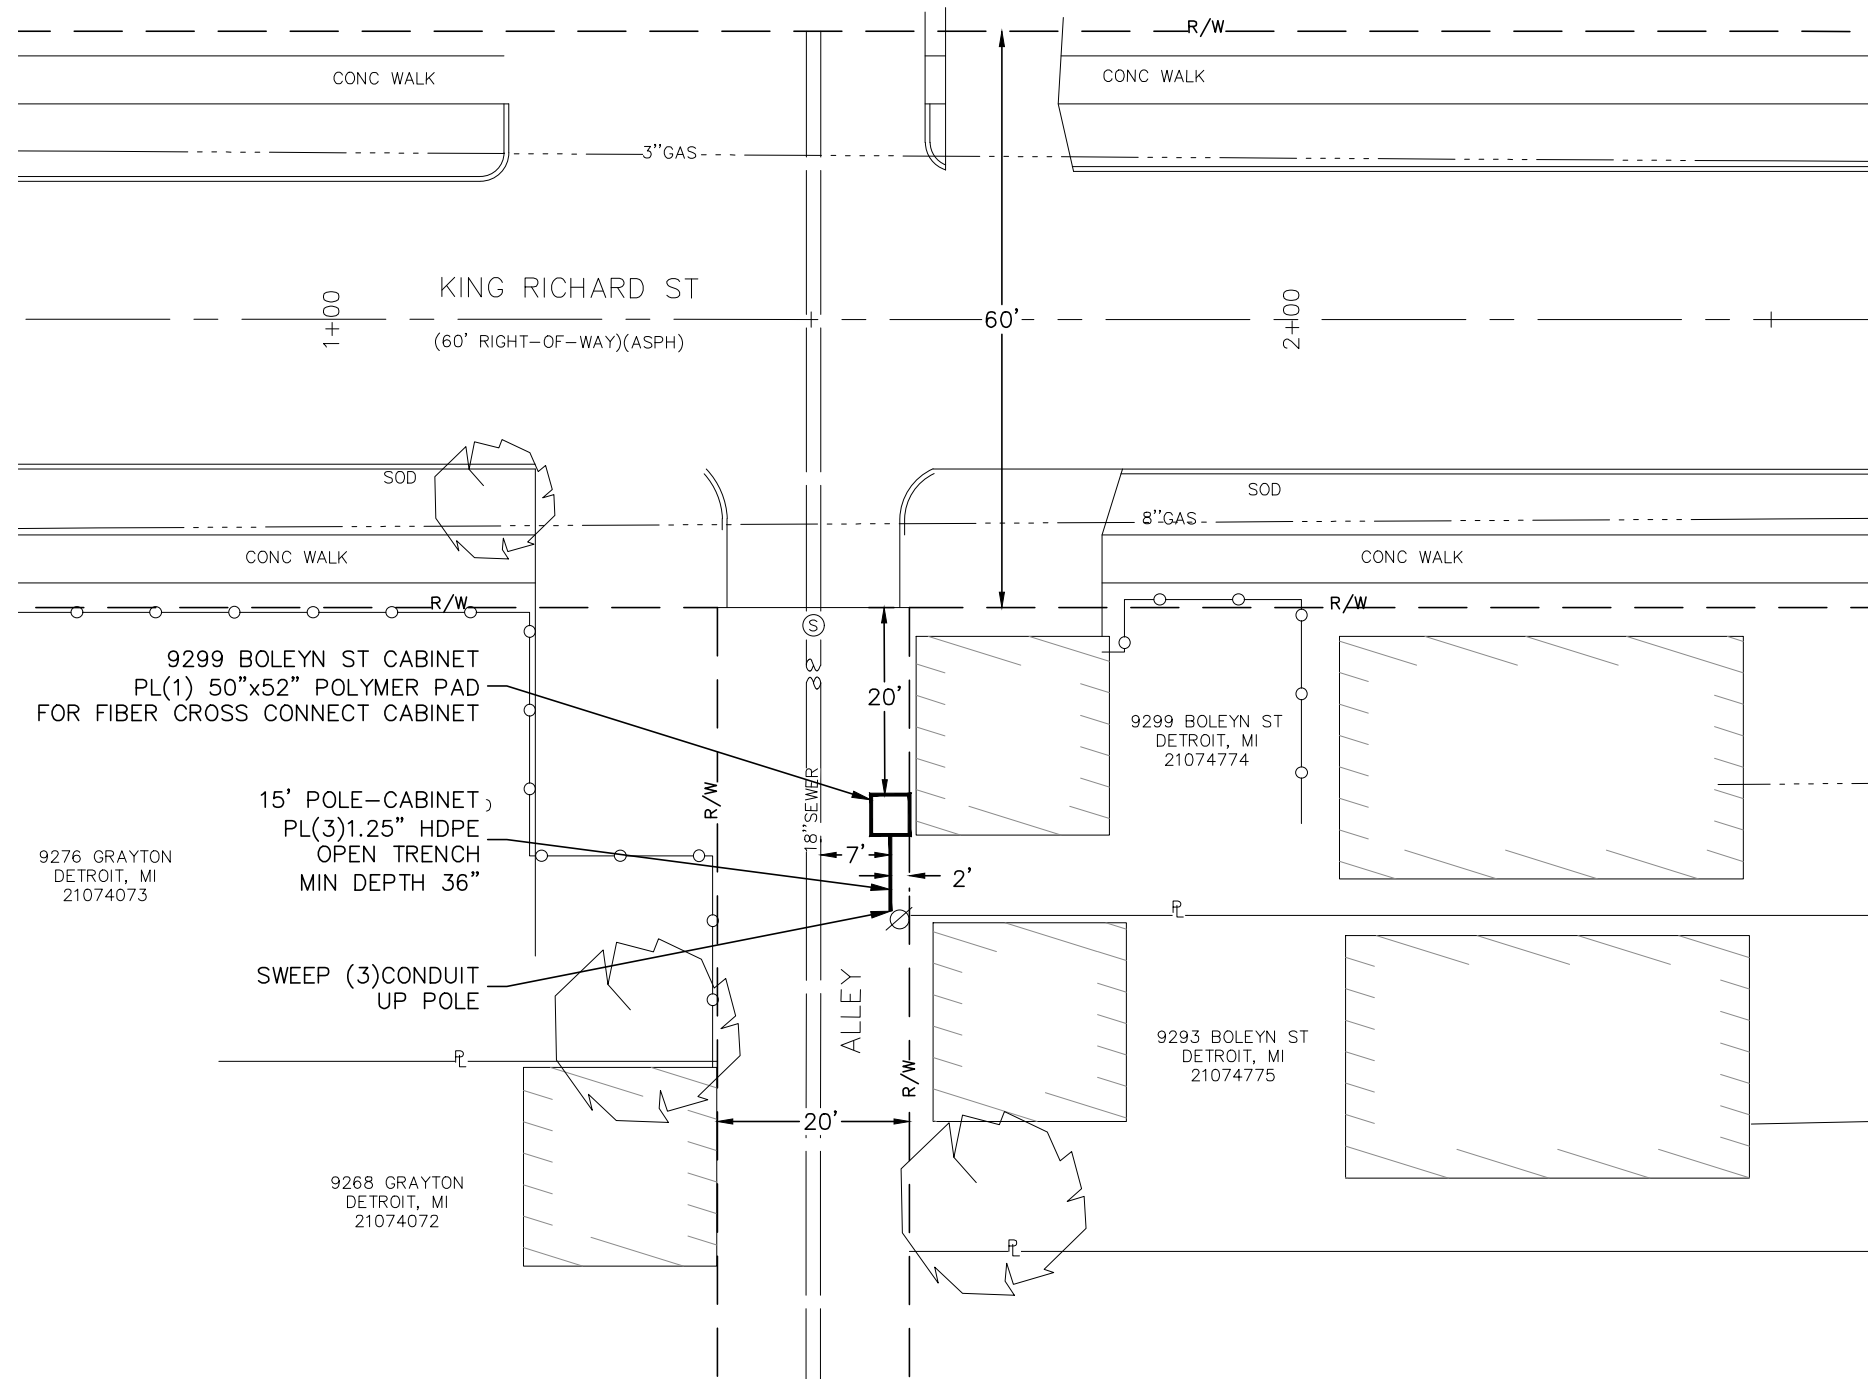 R/W
CONC WALK
CONC WALK
3"GAS
KING RICHARD ST
1+00
2+00
60'
(60' RIGHT-OF-WAY)(ASPH)
SOD
SOD
8"GAS
CONC WALK
CONC WALK
R/W
R/W
S
9299 BOLEYN ST CABINET
PL(1) 50"x52" POLYMER PAD
FOR FIBER CROSS CONNECT CABINET
20'
9299 BOLEYN ST
DETROIT, MI
21074774
R/W
18"SEWER
15' POLE-CABINET
PL(3)1.25" HDPE
OPEN TRENCH
MIN DEPTH 36"
7'
2'
9276 GRAYTON
DETROIT, MI
21074073
PL
SWEEP (3)CONDUIT
UP POLE
ALLEY
9293 BOLEYN ST
DETROIT, MI
21074775
PL
R/W
20'
9268 GRAYTON
DETROIT, MI
21074072
PL